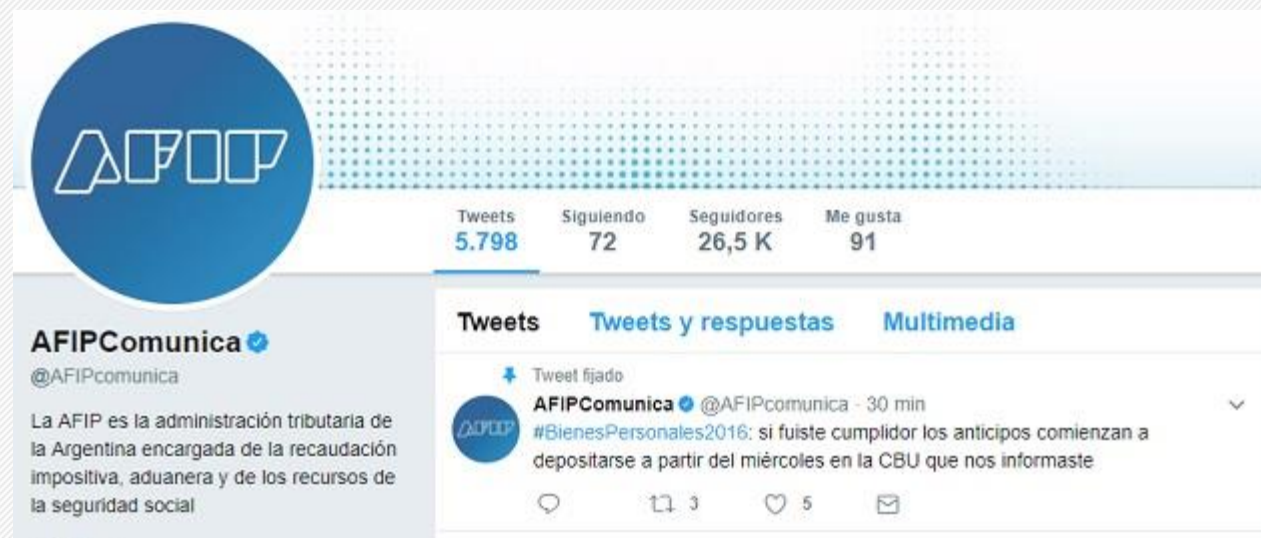 AFIP
Tweets Siguiendo Seguidores Me gusta
5.798 72 26,5 K 91
AFIPComunica
@AFIPcomunica
La AFIP es la administración tributaria de
la Argentina encargada de la recaudación
impositiva, aduanera y de los recursos de
la seguridad social
Tweets Tweets y respuestas Multimedia
Tweet fijado
AFIP
AFIPComunica @AFIPcomunica - 30 min
#BienesPersonales2016: si fuiste cumplidor los anticipos comienzan a
depositarse a partir del miércoles en la CBU que nos informaste
3 5